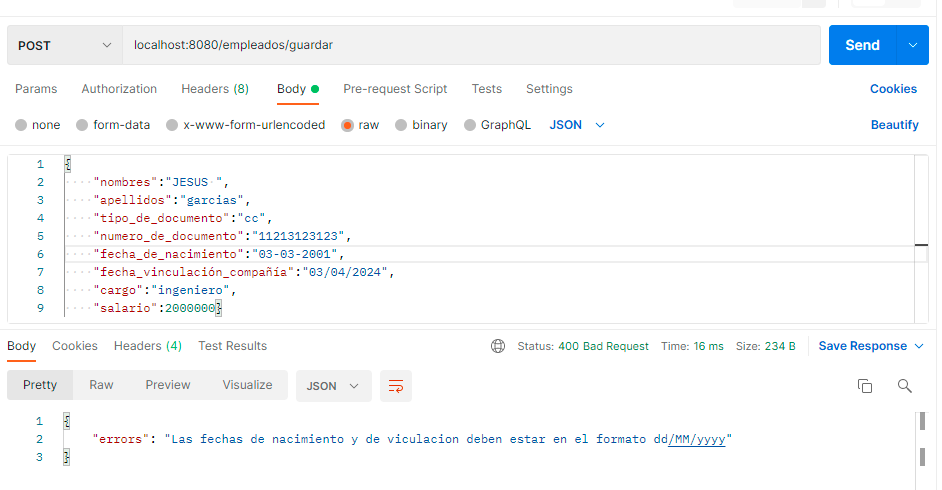 POST localhost:8080/empleados/guardar Send
Params Authorization Headers (8) Body Pre-request Script Tests Settings Cookies
none form-data x-www-form-urlencoded raw binary GraphQL JSON Beautify
1 {
2 "nombres":"JESUS ",
3 "apellidos":"garcias",
4 "tipo_de_documento":"cc",
5 "numero_de_documento":"11213123123",
6 "fecha_de_nacimiento":"03-03-2001",
7 "fecha_vinculación_compañía":"03/04/2024",
8 "cargo":"ingeniero",
9 "salario":2000000}
Body Cookies Headers (4) Test Results Status: 400 Bad Request Time: 16 ms Size: 234 B Save Response
Pretty Raw Preview Visualize JSON
1 {
2 "errors": "Las fechas de nacimiento y de viculacion deben estar en el formato dd/MM/yyyy"
3 }